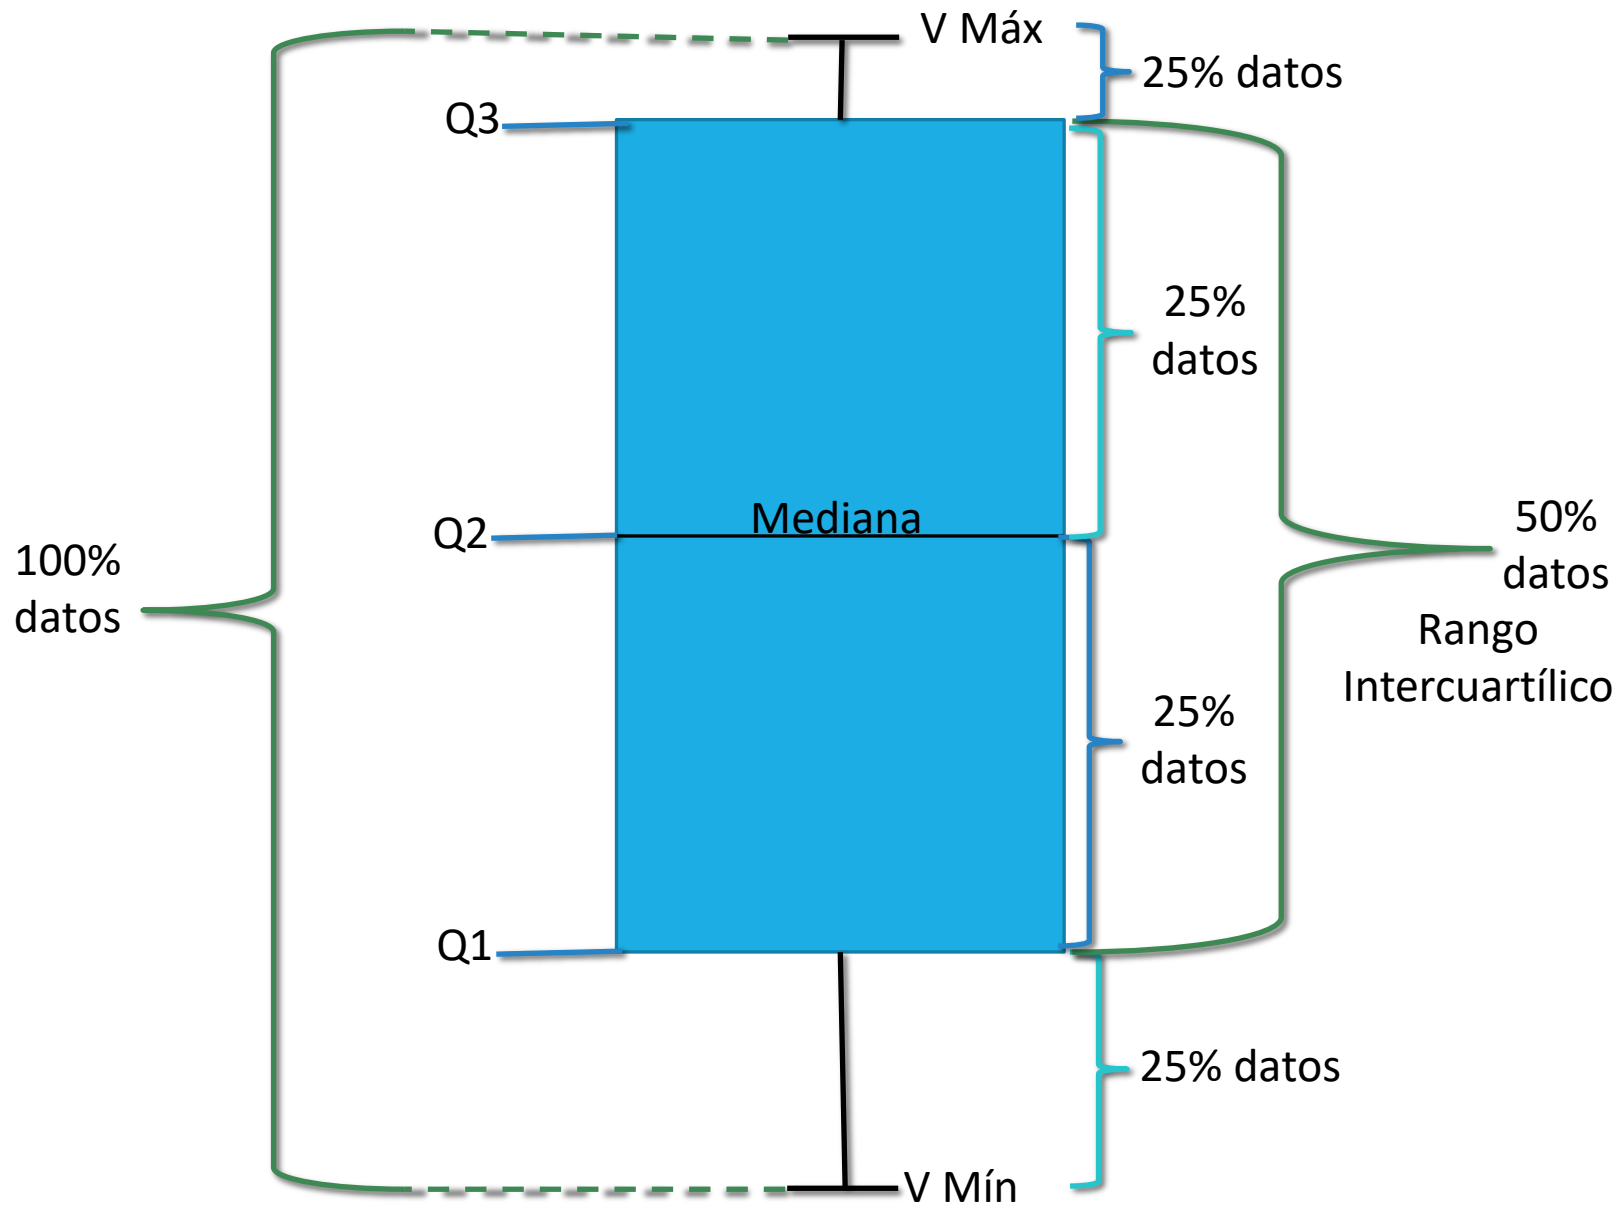 V Máx
25% datos
Q3
25%
datos
Mediana
Q2
50%
datos
Rango
Intercuartílico
100%
datos
25%
datos
Q1
25% datos
V Mín